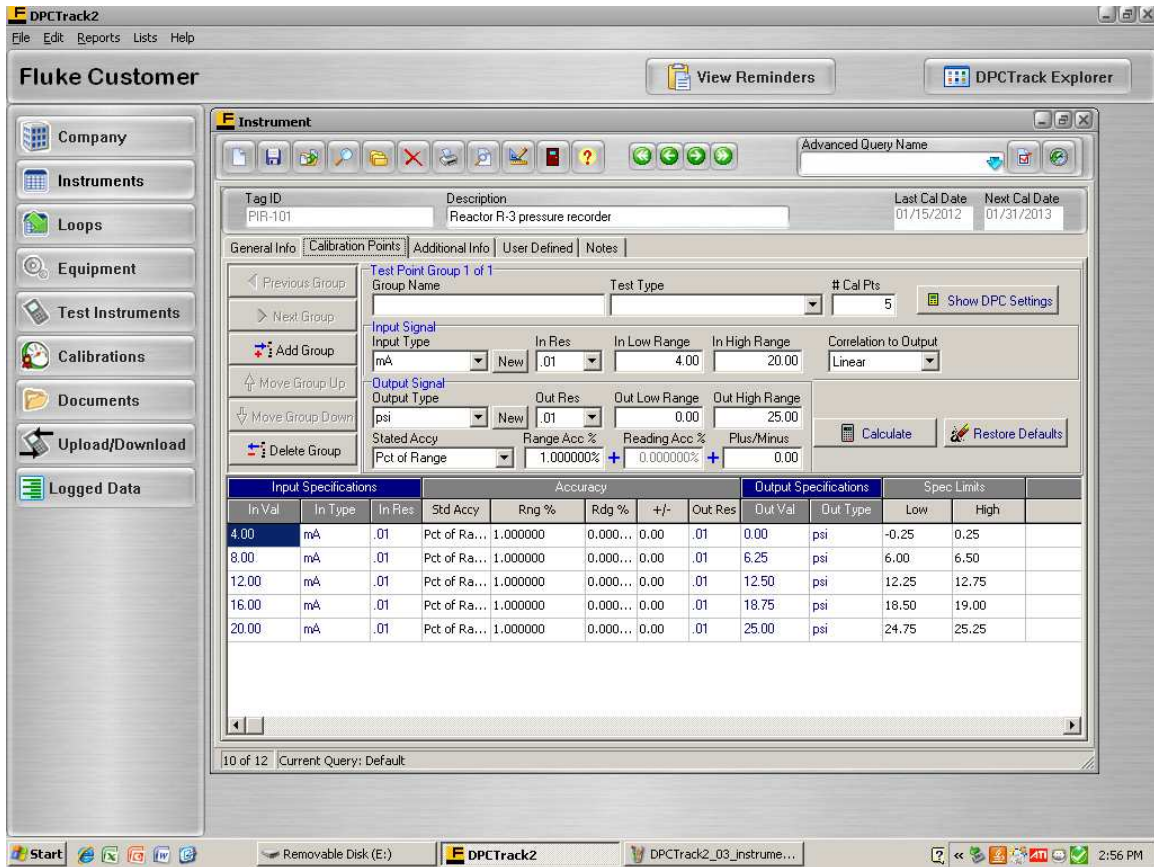 DPCTrack2
File Edit Reports Lists Help
Fluke Customer
View Reminders
DPCTrack Explorer
Company
Instruments
Loops
Equipment
Test Instruments
Calibrations
Documents
Upload/Download
Logged Data
Instrument
Advanced Query Name
Tag ID Description Last Cal Date Next Cal Date
PIR-101 Reactor R-3 pressure recorder 01/15/2012 01/31/2013
General Info Calibration Points Additional Info User Defined Notes
Previous Group
Next Group
Add Group
Move Group Up
Move Group Down
Delete Group
Test Point Group 1 of 1
Group Name Test Type # Cal Pts
5 Show DPC Settings
Input Signal
Input Type In Res In Low Range In High Range Correlation to Output
mA New .01 4.00 20.00 Linear
Output Signal
Output Type Out Res Out Low Range Out High Range
psi New .01 0.00 25.00
Stated Accy Range Acc % Reading Acc % Plus/Minus
Pct of Range 1.000000% + 0.000000% + 0.00
Calculate Restore Defaults
Input Specifications Accuracy Output Specifications Spec Limits
In Val In Type In Res Std Accy Rng % Rdg % +/- Out Res Out Val Out Type Low High
4.00 mA .01 Pct of Ra... 1.000000 0.000... 0.00 .01 0.00 psi -0.25 0.25
8.00 mA .01 Pct of Ra... 1.000000 0.000... 0.00 .01 6.25 psi 6.00 6.50
12.00 mA .01 Pct of Ra... 1.000000 0.000... 0.00 .01 12.50 psi 12.25 12.75
16.00 mA .01 Pct of Ra... 1.000000 0.000... 0.00 .01 18.75 psi 18.50 19.00
20.00 mA .01 Pct of Ra... 1.000000 0.000... 0.00 .01 25.00 psi 24.75 25.25
10 of 12 Current Query: Default
Start Removable Disk (E:) DPCTrack2 DPCTrack2_03_instrume... ATI 2:56 PM